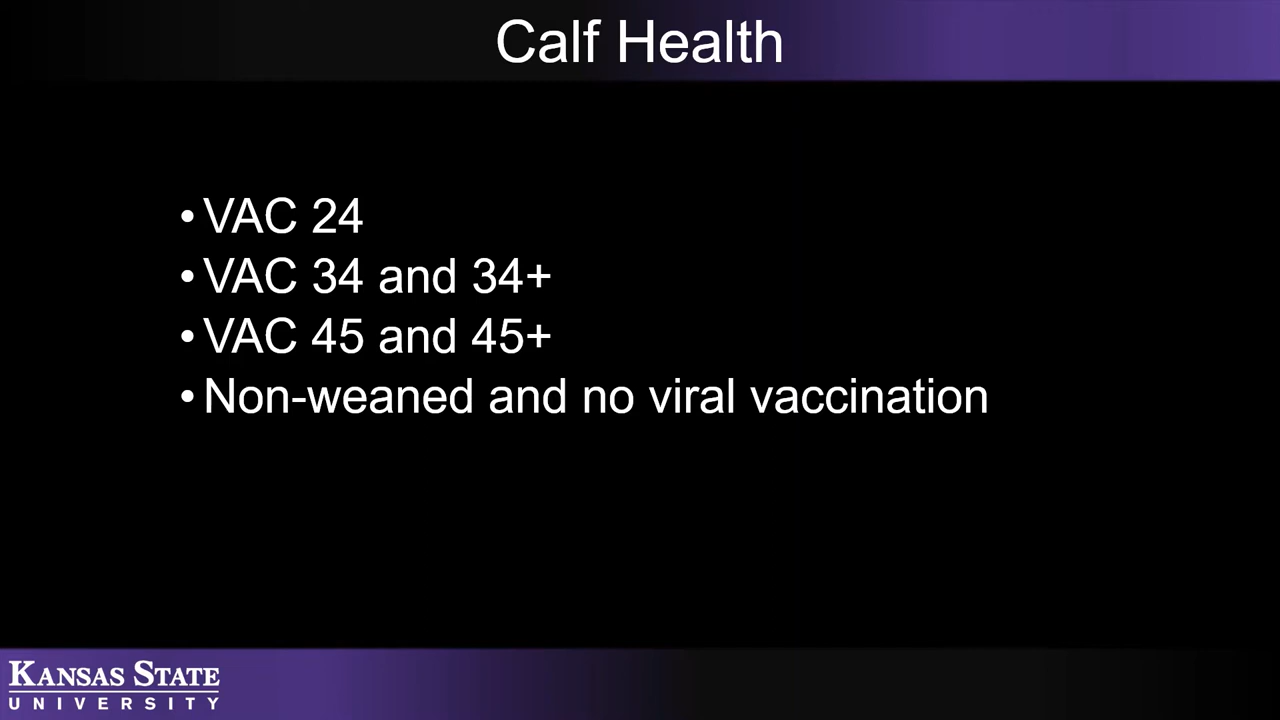 Calf Health
• VAC 24
• VAC 34 and 34+
• VAC 45 and 45+
• Non-weaned and no viral vaccination
KANSAS STATE
UNIVERSITY